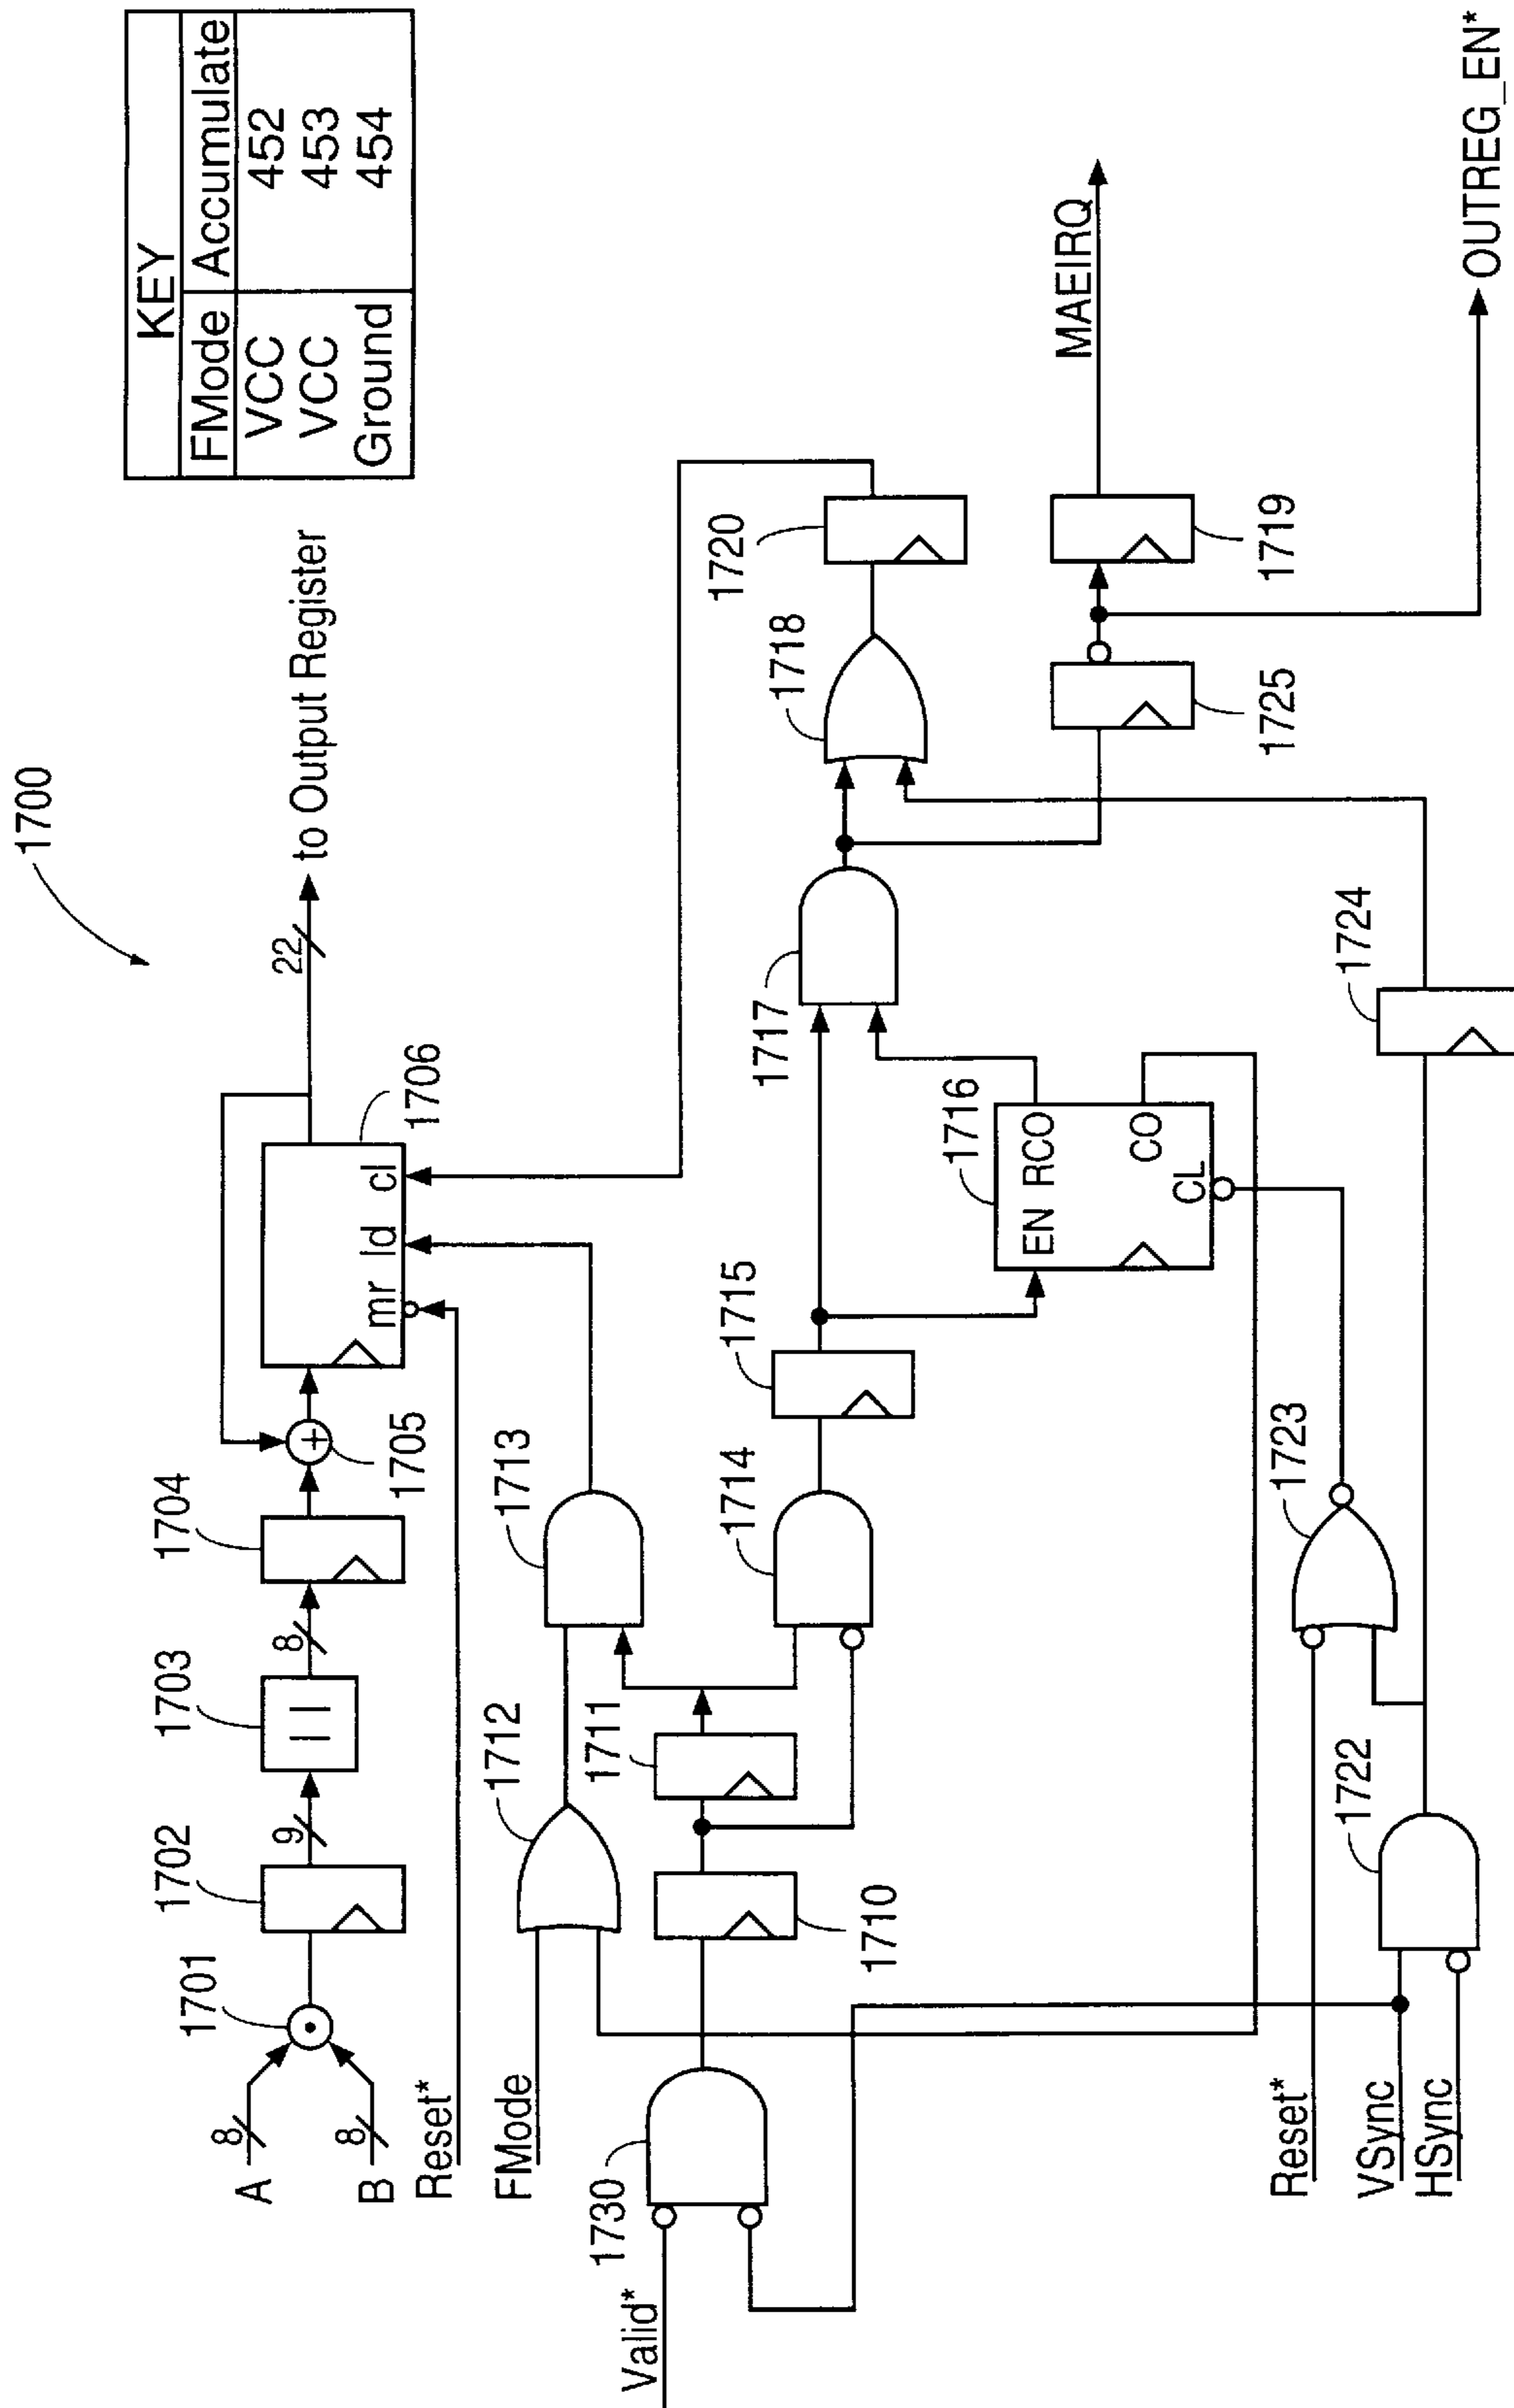 1700
KEY
FMode Accumulate
VCC 452
VCC 453
Ground 454
A
8
B
8
1701
1702
9
1703
| |
8
1704
+
1705
1706
mr ld cl
22
to Output Register
Reset*
FMode
1712
1713
1730
Valid*
1710
1711
1714
1715
1716
EN RCO
CO
CL
1717
1718
1720
1725
1719
MAEIRQ
OUTREG_EN*
Reset*
VSync
HSync
1722
1723
1724